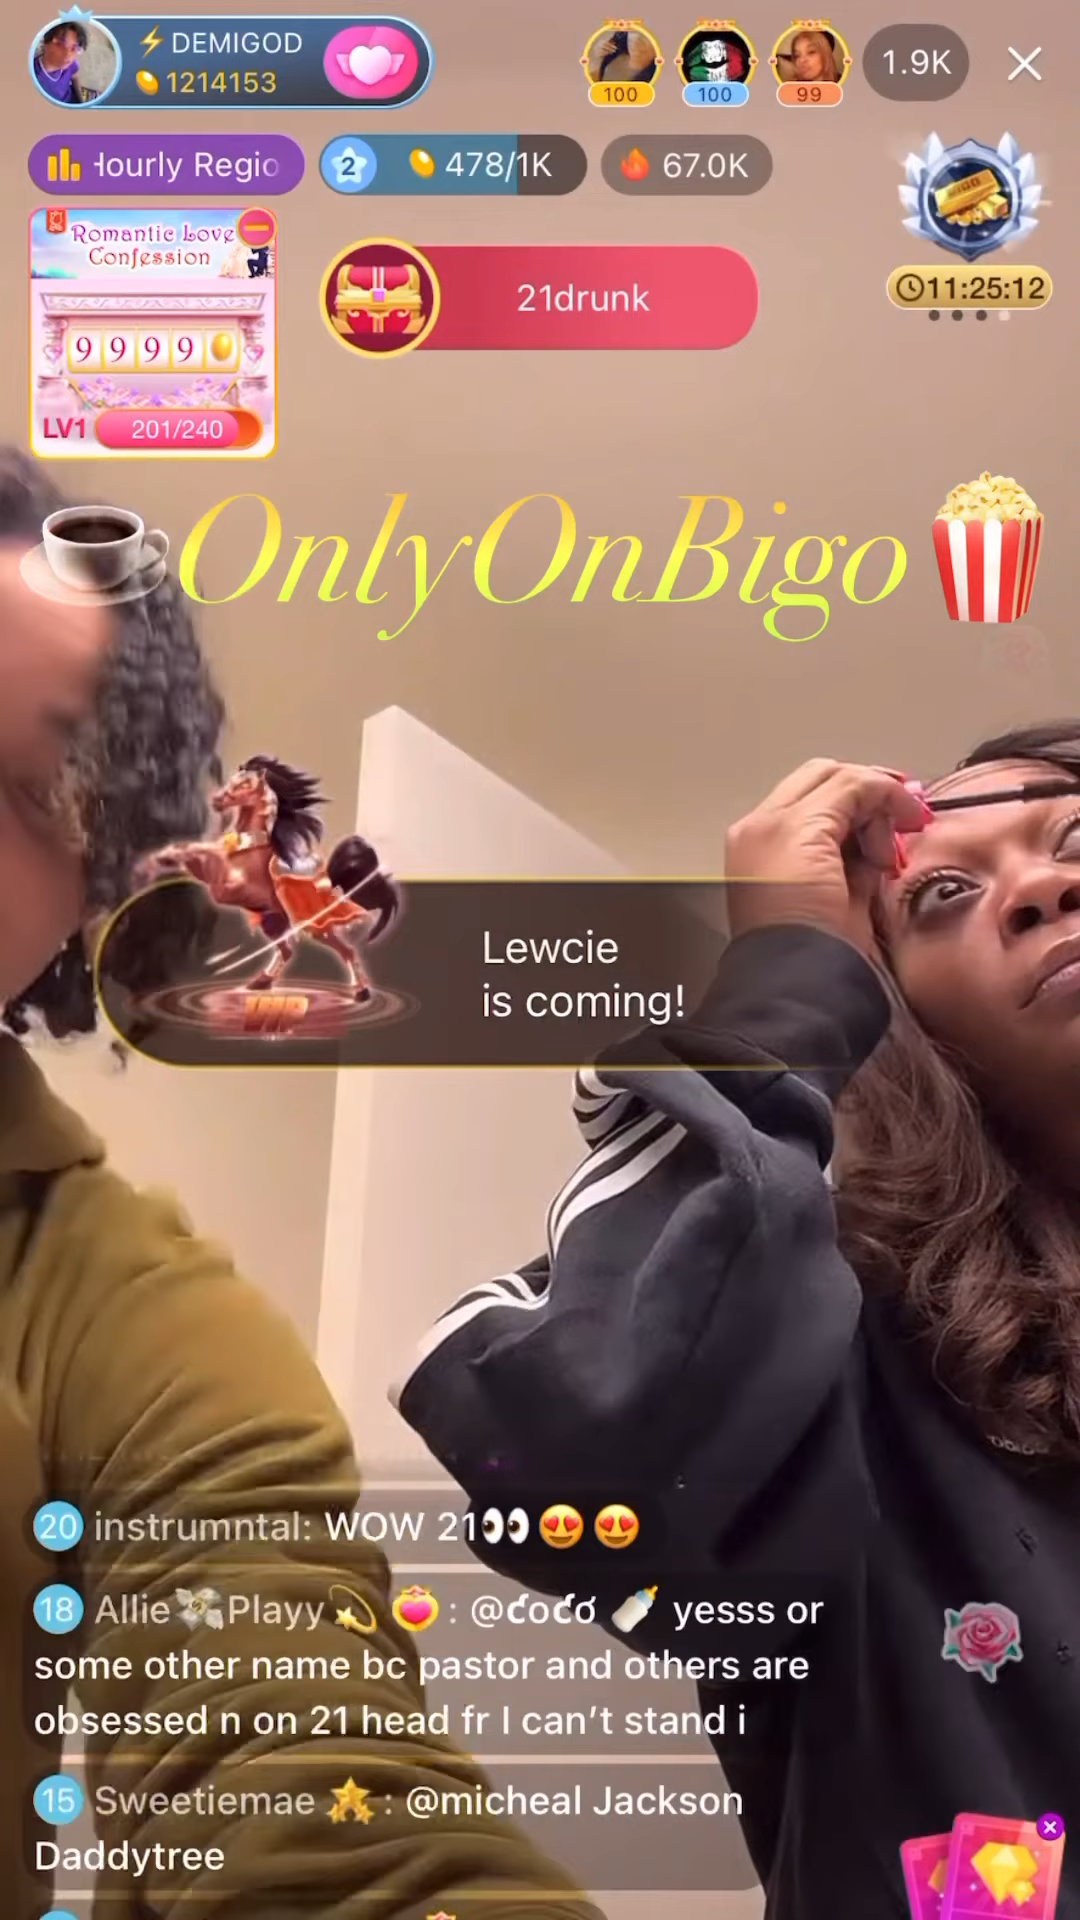 ⚡DEMIGOD
1214153
100
100
99
1.9K
Hourly Regio
2
478/1K
67.0K
Romantic Love
Confession
9999
LV1 201/240
21drunk
11:25:12
OnlyOnBigo
Lewcie
is coming!
20 instrumntal: WOW 21👀😍😍
18 Allie💸Playy💫 : @ƈoƈơ 🍼 yesss or
some other name bc pastor and others are
obsessed n on 21 head fr I can't stand i
15 Sweetiemae : @micheal Jackson
Daddytree